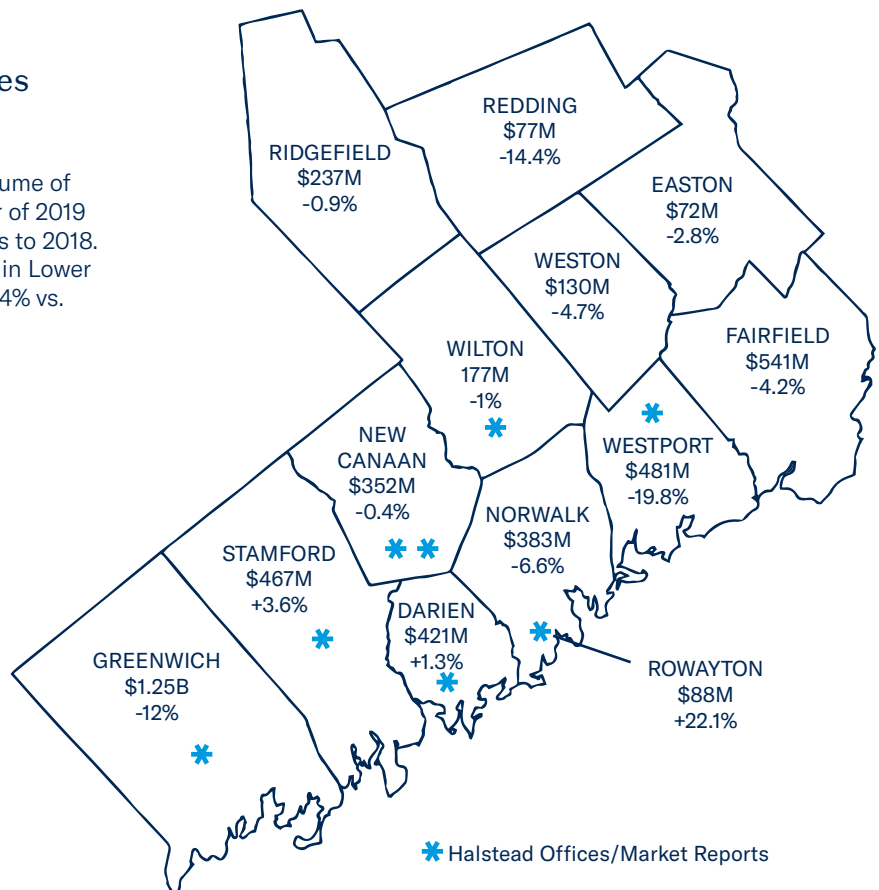 es
ume of
r of 2019
s to 2018.
in Lower
4% vs.
REDDING
$77M
-14.4%
RIDGEFIELD
$237M
-0.9%
EASTON
$72M
-2.8%
WESTON
$130M
-4.7%
FAIRFIELD
$541M
-4.2%
WILTON
177M
-1%
NEW
CANAAN
$352M
-0.4%
WESTPORT
$481M
-19.8%
NORWALK
$383M
-6.6%
STAMFORD
$467M
+3.6%
DARIEN
$421M
+1.3%
GREENWICH
$1.25B
-12%
ROWAYTON
$88M
+22.1%
Halstead Offices/Market Reports